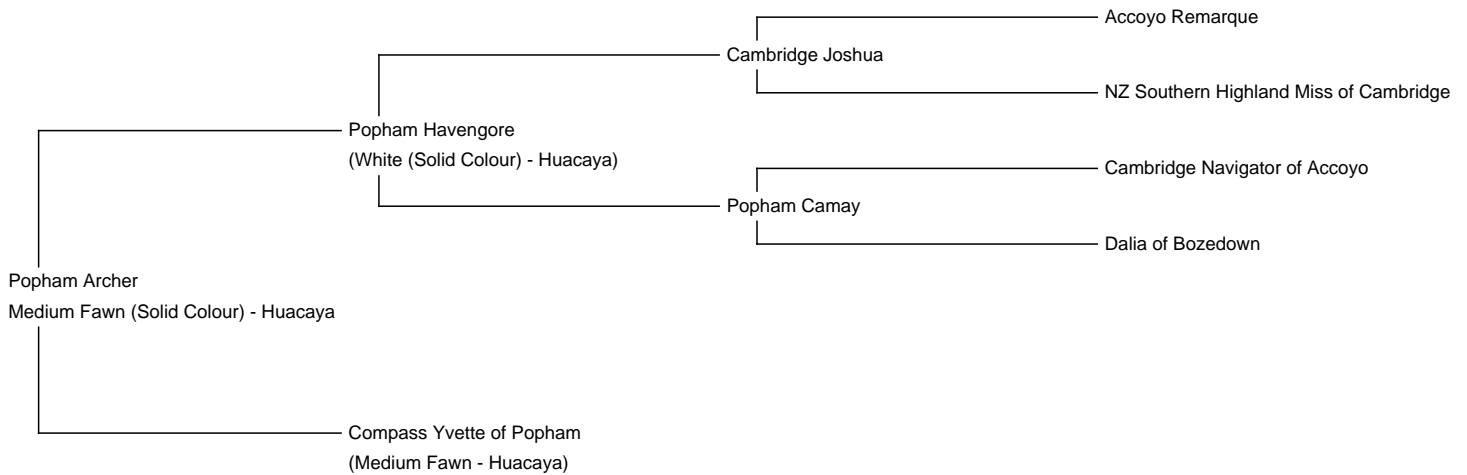 Accoyo Remarque
Cambridge Joshua
NZ Southern Highland Miss of Cambridge
Popham Havengore
(White (Solid Colour) - Huacaya)
Cambridge Navigator of Accoyo
Popham Camay
Dalia of Bozedown
Popham Archer
Medium Fawn (Solid Colour) - Huacaya
Compass Yvette of Popham
(Medium Fawn - Huacaya)